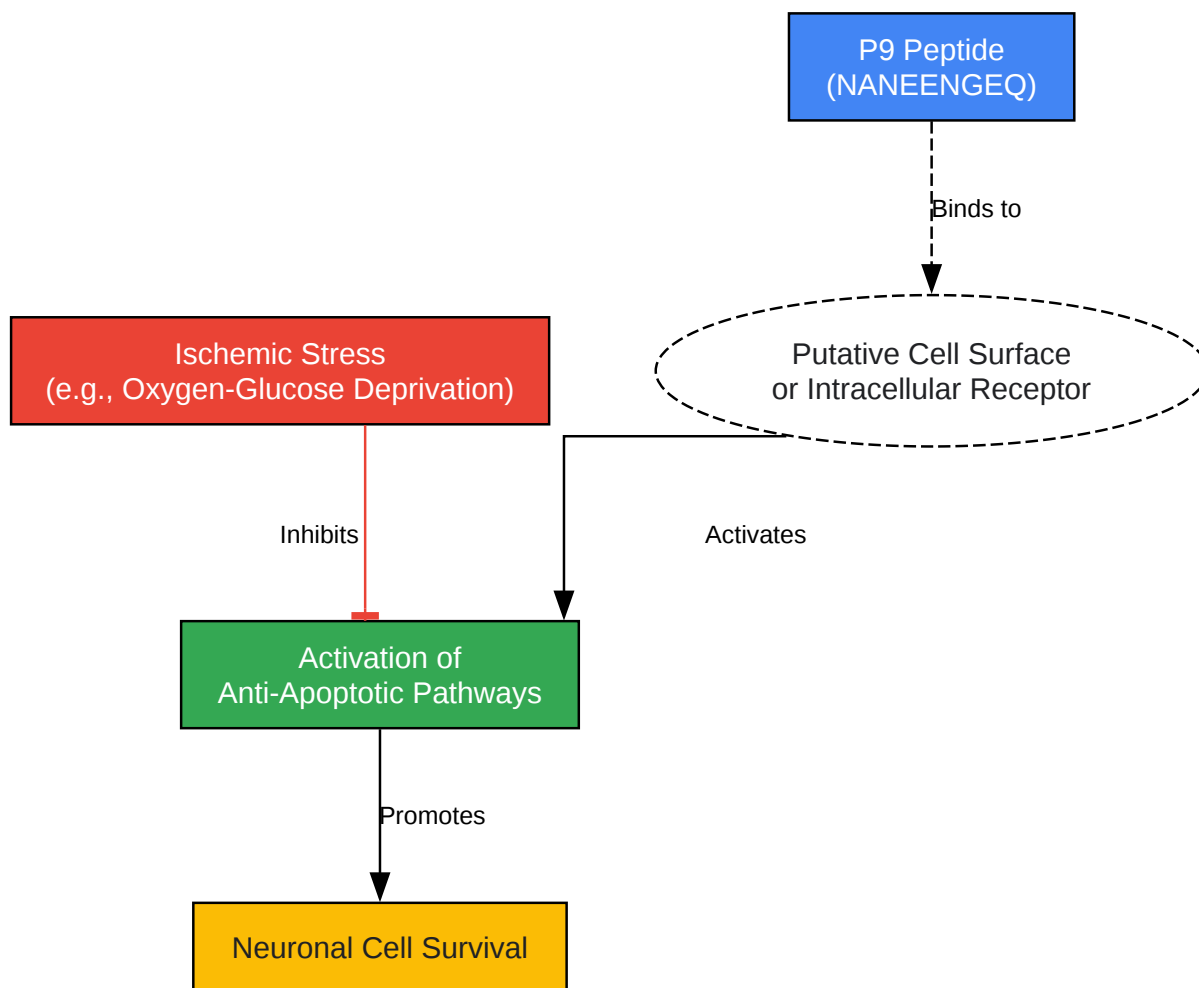 P9 Peptide
(NANEENGEQ)
Binds to
Ischemic Stress
(e.g., Oxygen-Glucose Deprivation)
Putative Cell Surface
or Intracellular Receptor
Inhibits
Activates
Activation of
Anti-Apoptotic Pathways
Promotes
Neuronal Cell Survival